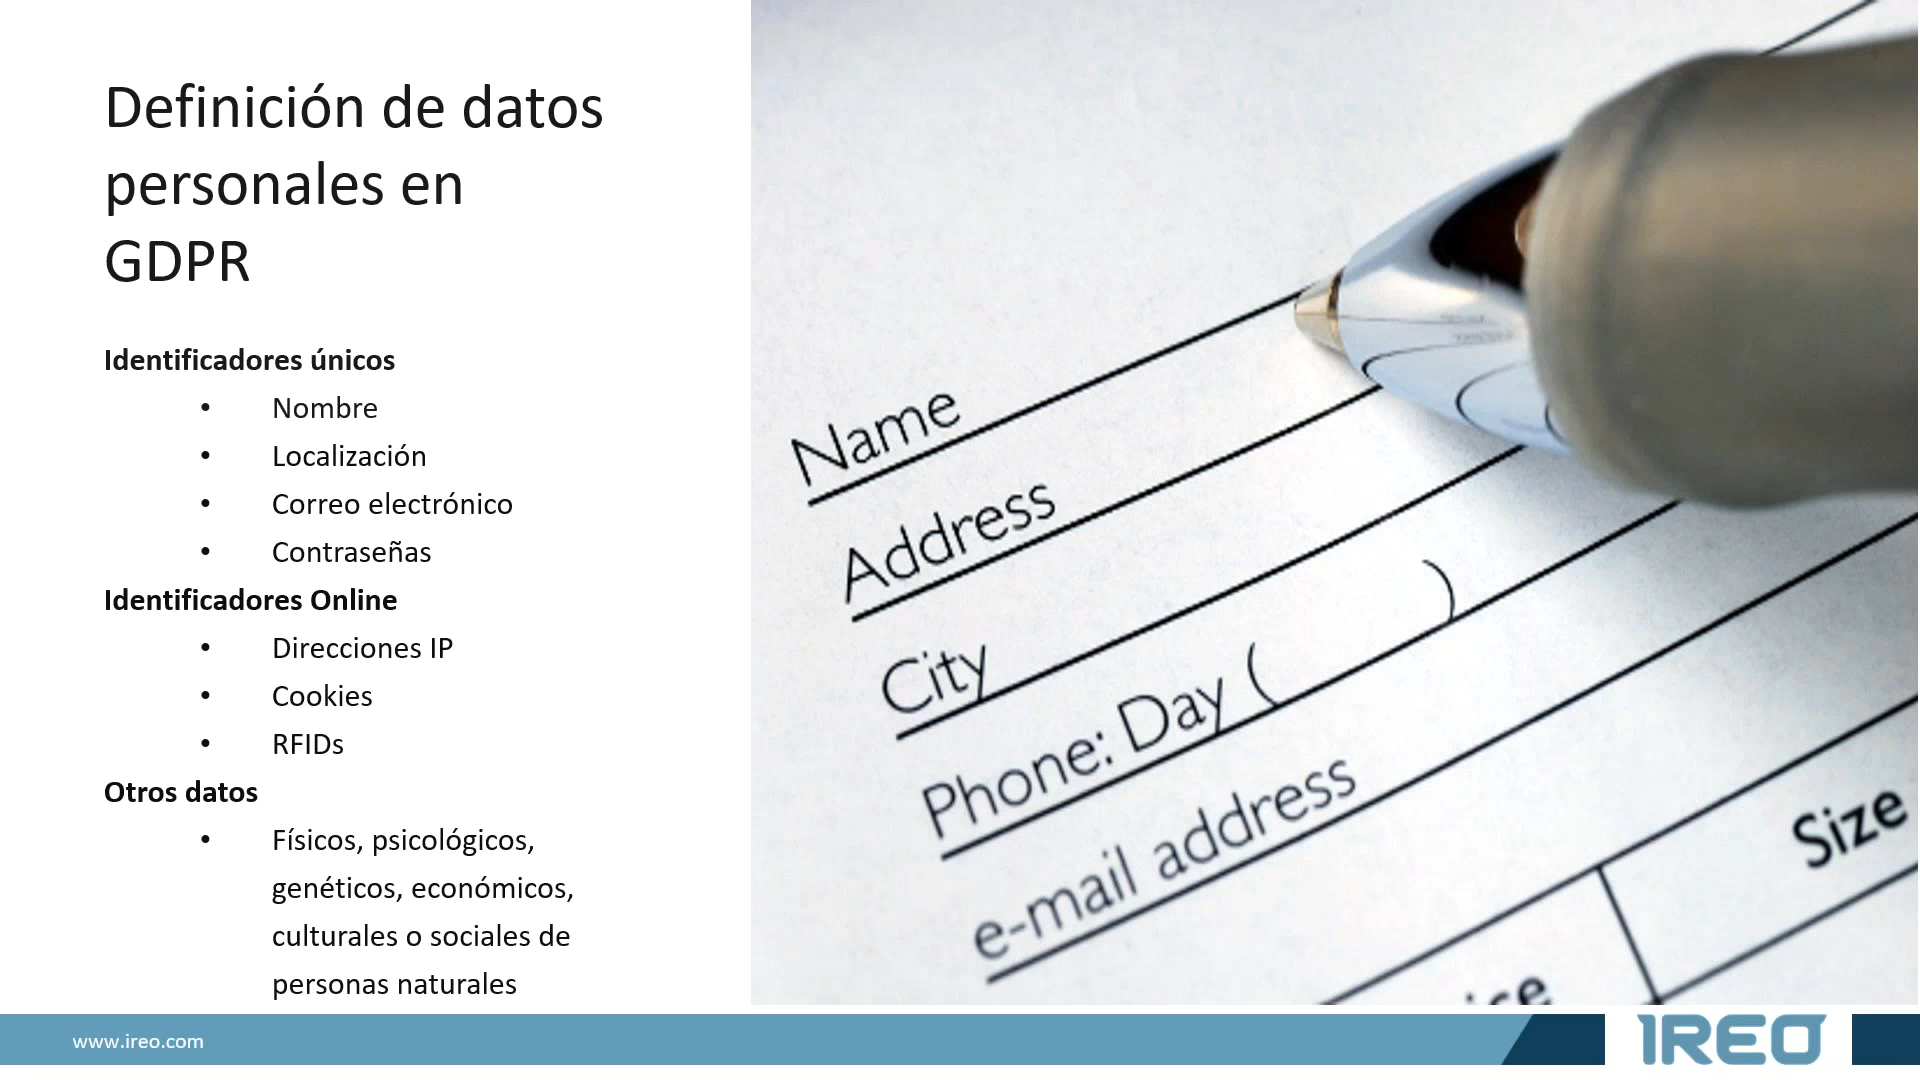 Definición de datos
personales en
GDPR
Identificadores únicos
• Nombre
• Localización
• Correo electrónico
• Contraseñas
Identificadores Online
• Direcciones IP
• Cookies
• RFIDs
Otros datos
• Físicos, psicológicos,
genéticos, económicos,
culturales o sociales de
personas naturales
Name
Address
City
Phone: Day ( )
e-mail address
Size
www.ireo.com
IREO